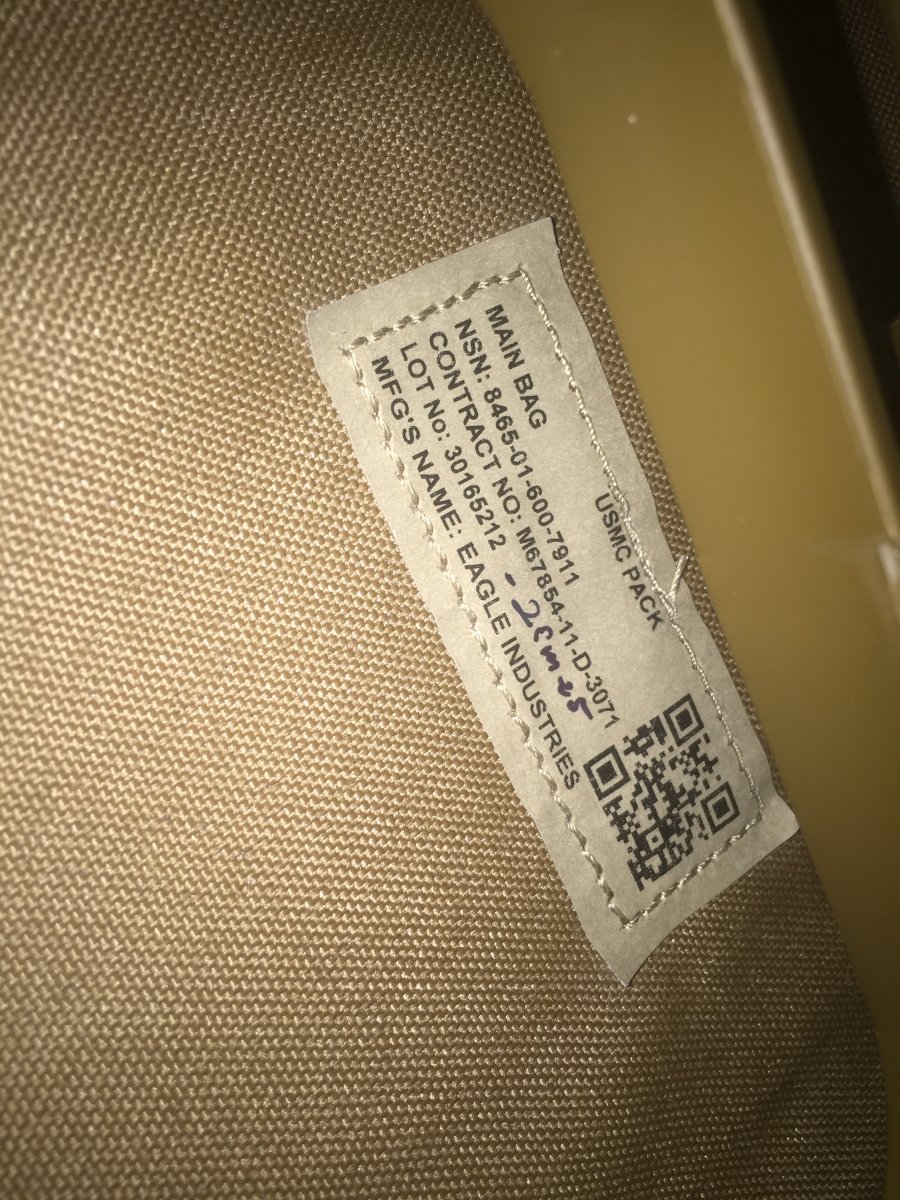 USMC PACK
MAIN BAG
NSN: 8465-01-600-7911
CONTRACT NO: M67854-11-D-3071
LOT No: 30165212 -
MFG'S NAME: EAGLE INDUSTRIES